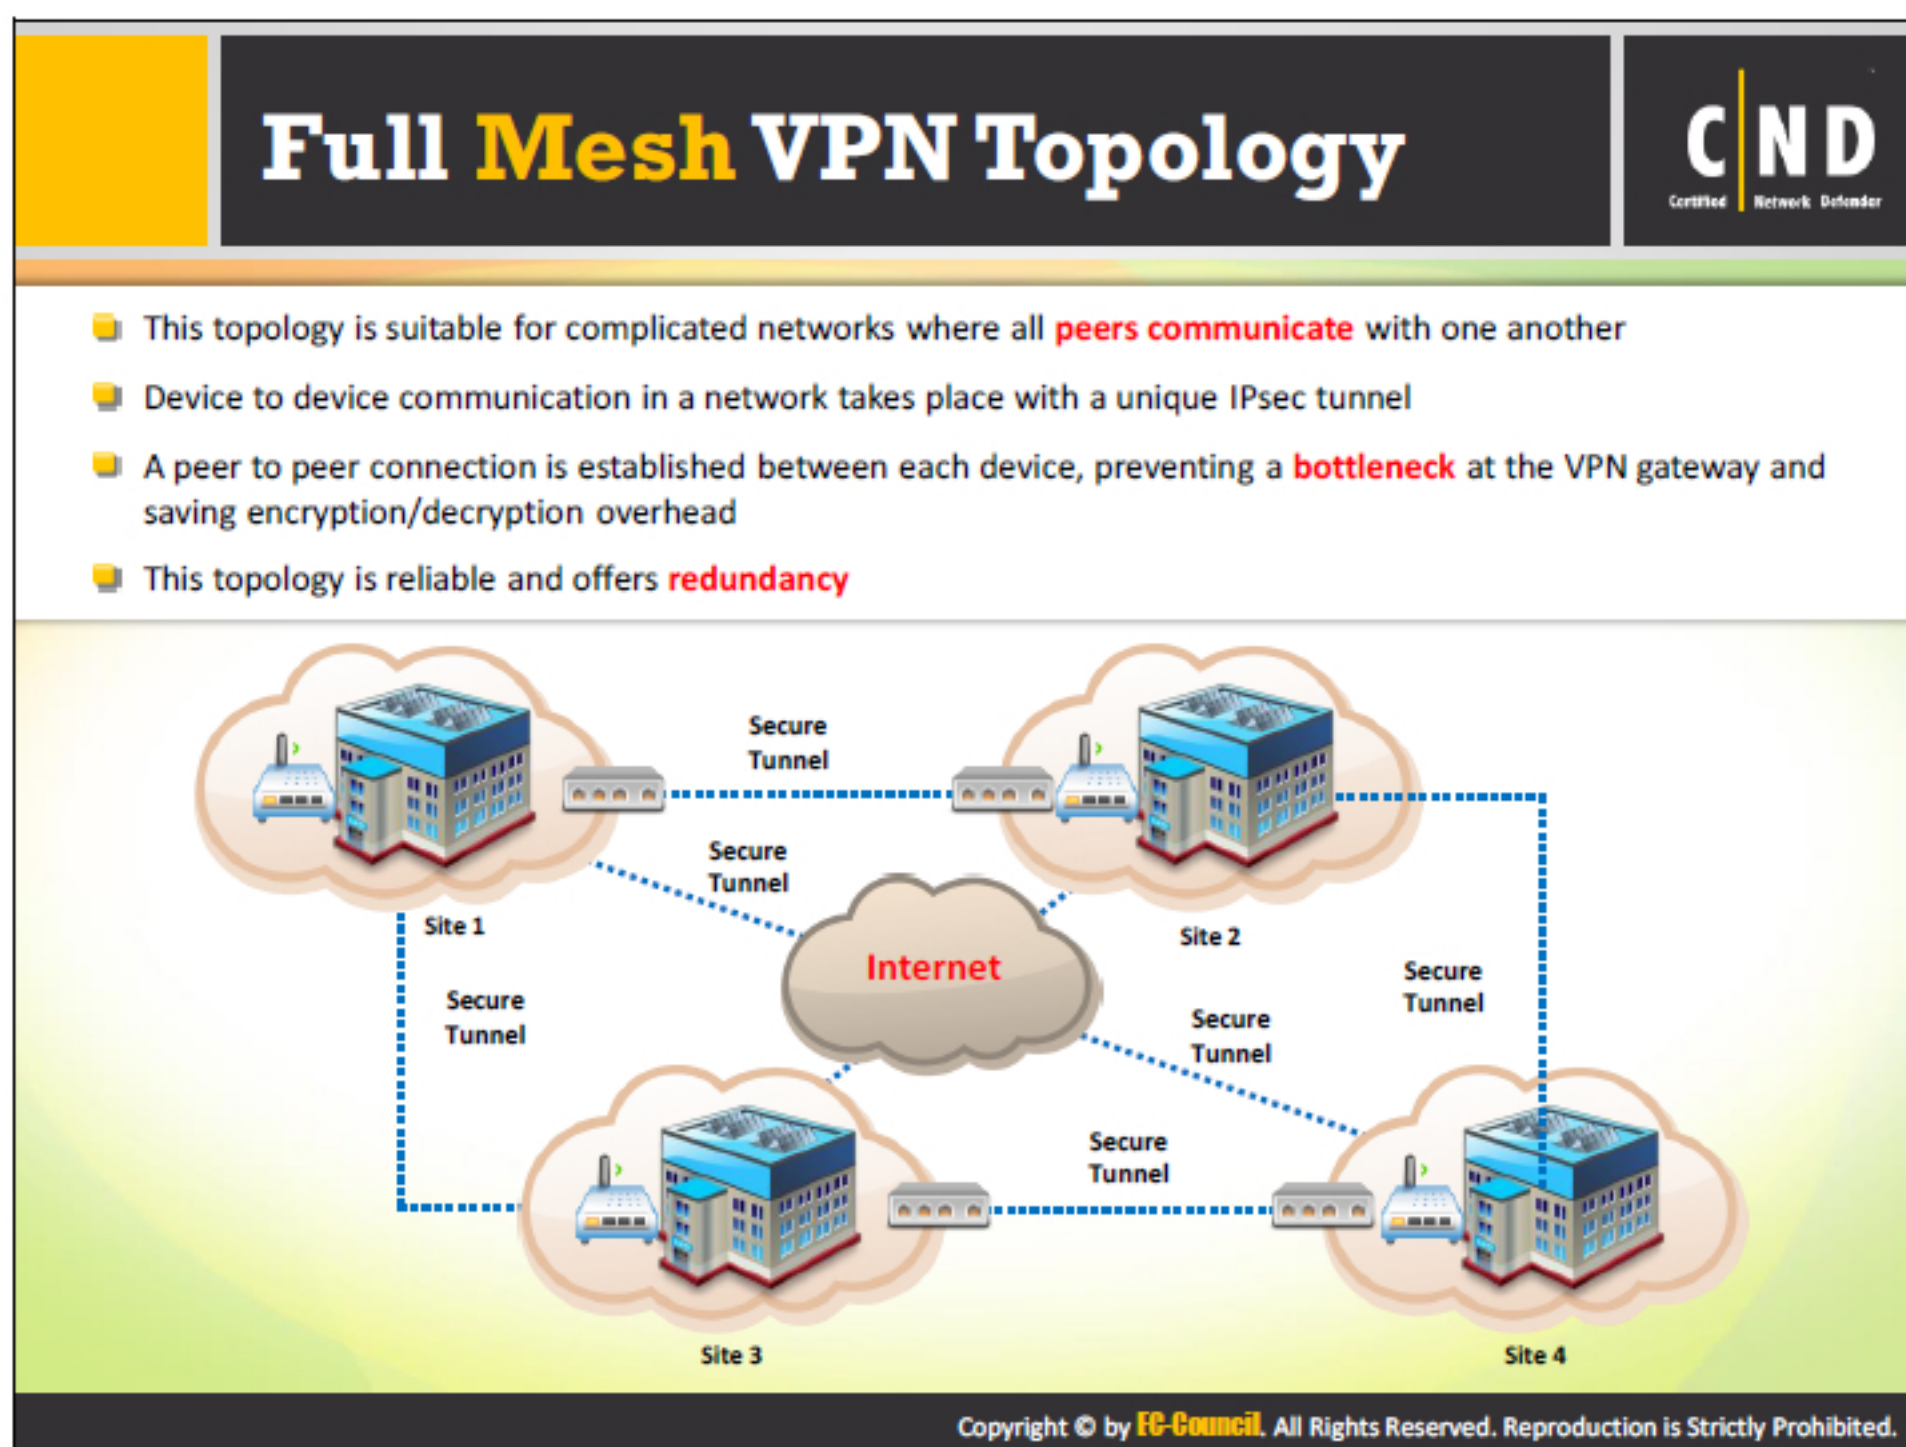 Full Mesh VPN Topology
C|ND
Certified Network Defender
This topology is suitable for complicated networks where all peers communicate with one another
Device to device communication in a network takes place with a unique IPsec tunnel
A peer to peer connection is established between each device, preventing a bottleneck at the VPN gateway and
saving encryption/decryption overhead
This topology is reliable and offers redundancy
Secure
Tunnel
Secure
Tunnel
Site 1
Site 2
Internet
Secure
Tunnel
Secure
Tunnel
Secure
Tunnel
Secure
Tunnel
Site 3
Site 4
Copyright © by EC-Council. All Rights Reserved. Reproduction is Strictly Prohibited.